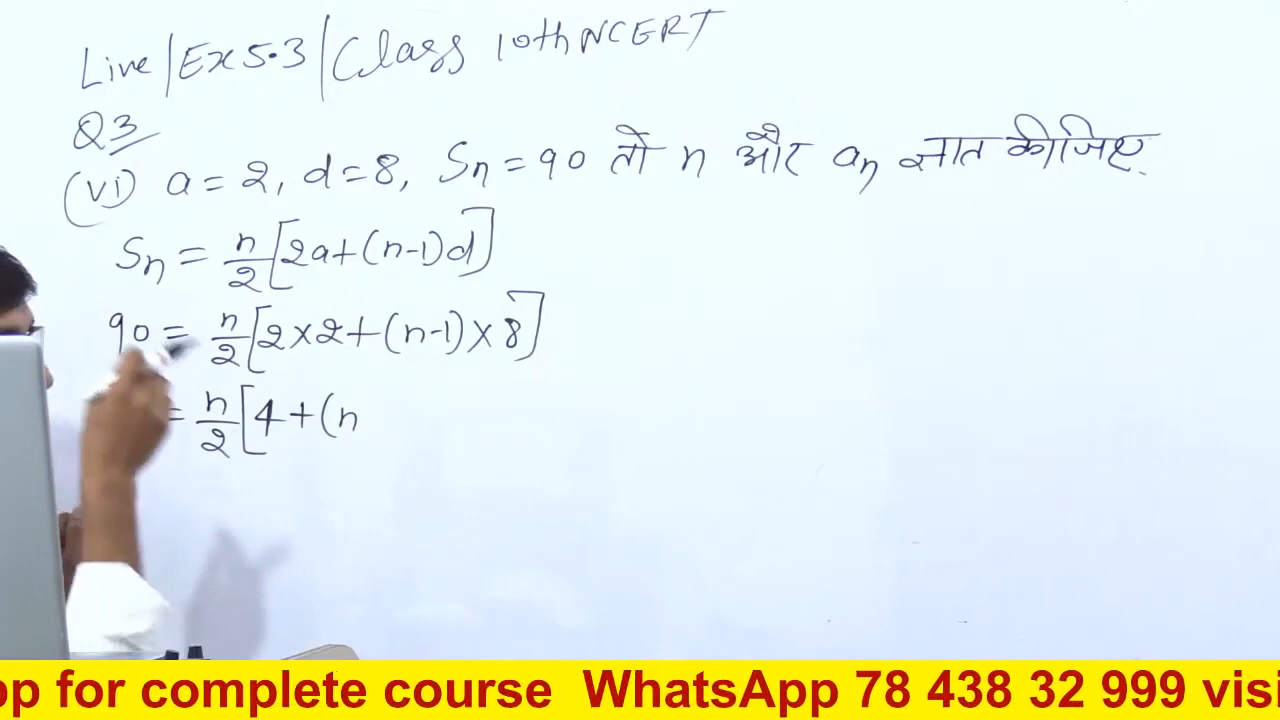 Live | Ex 5.3 | Class 10th NCERT
Q3
(vi) a = 2, d = 8, Sn = 90 तो n और an ज्ञात कीजिए.
Sn = n/2 [2a + (n-1)d]
90 = n/2 [2 × 2 + (n-1) × 8]
= n/2 [4 + (n
pp for complete course WhatsApp 78 438 32 999 visi